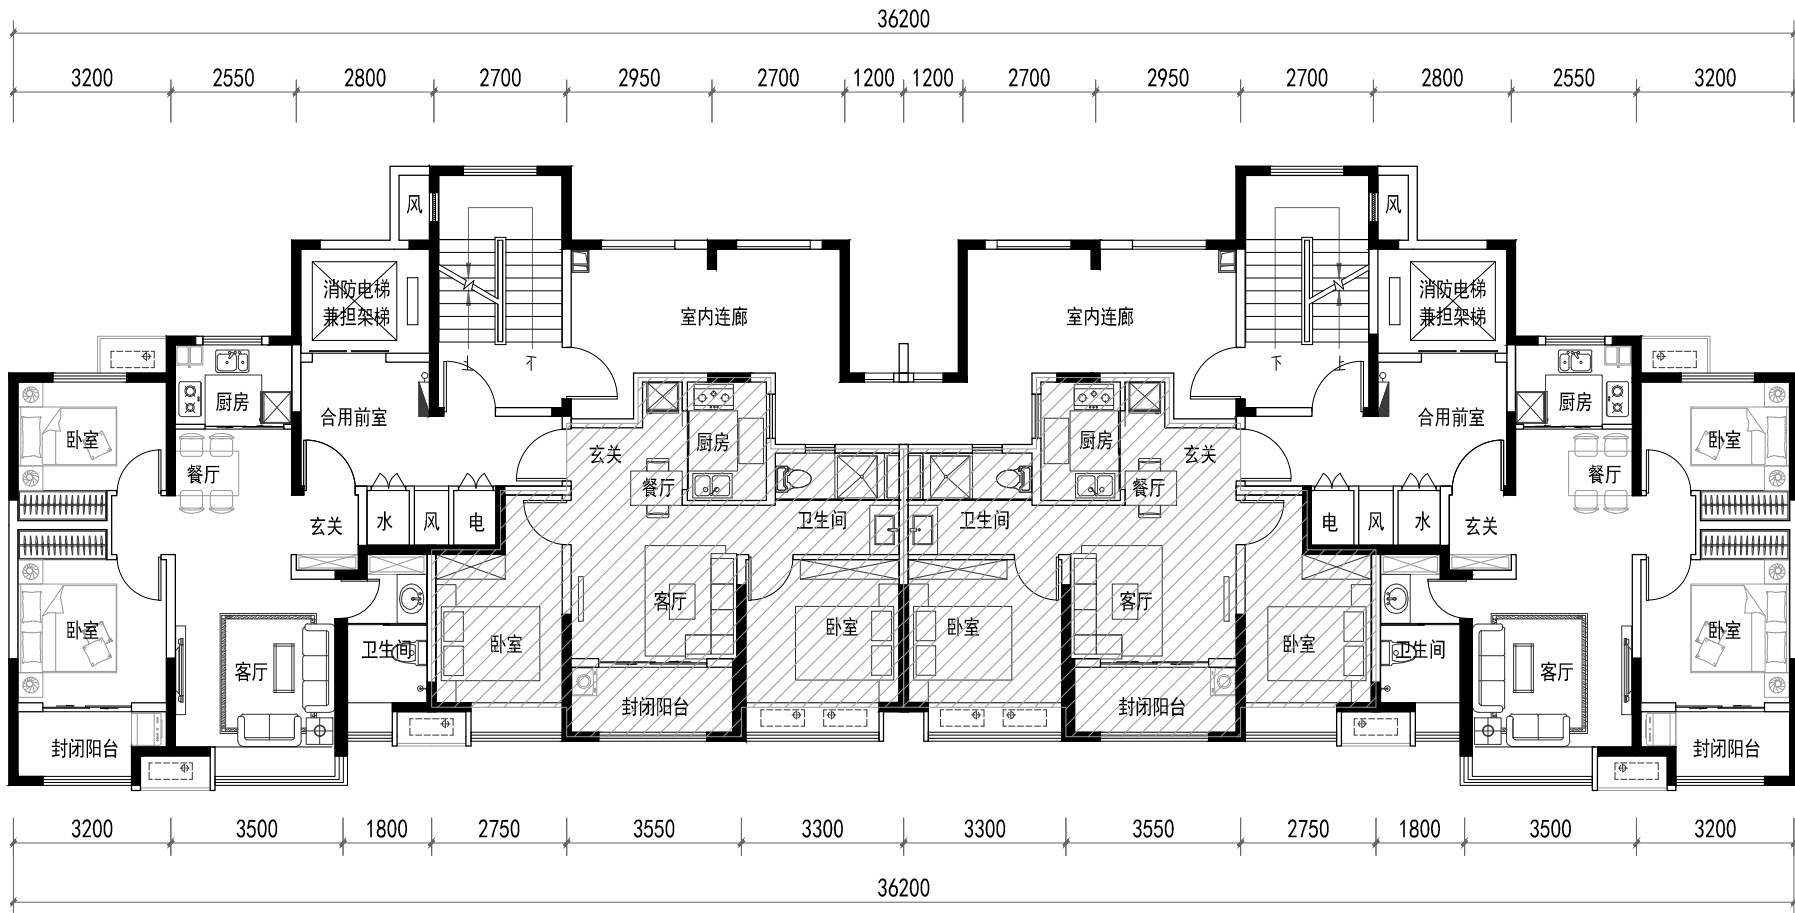 36200
3200 2550 2800 2700 2950 2700 1200 1200 2700 2950 2700 2800 2550 3200
风 风
消防电梯 消防电梯
兼担架梯 兼担架梯
室内连廊 室内连廊
上 下 下 上
厨房 厨房
合用前室 合用前室
卧室 厨房 厨房 卧室
玄关 玄关
餐厅 餐厅 餐厅 餐厅
玄关 水 风 电 卫生间 卫生间 电 风 水 玄关
客厅 客厅
卧室 卧室 卧室 卧室
卧室 卧室
卫生间 卫生间
客厅 客厅
封闭阳台 封闭阳台
封闭阳台 封闭阳台
3200 3500 1800 2750 3550 3300 3300 3550 2750 1800 3500 3200
36200